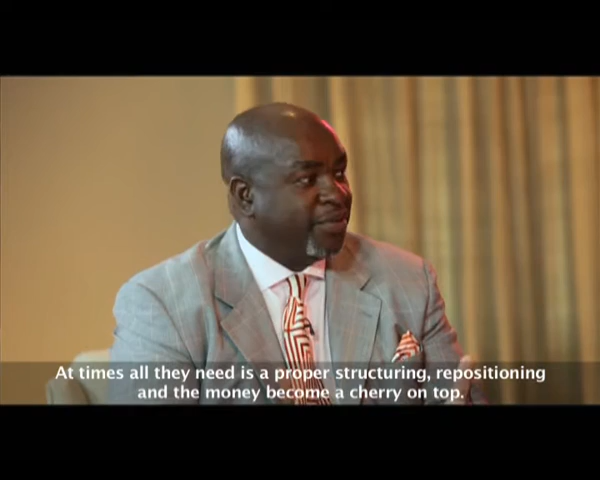 At times all they need is a proper structuring, repositioning
and the money become a cherry on top.